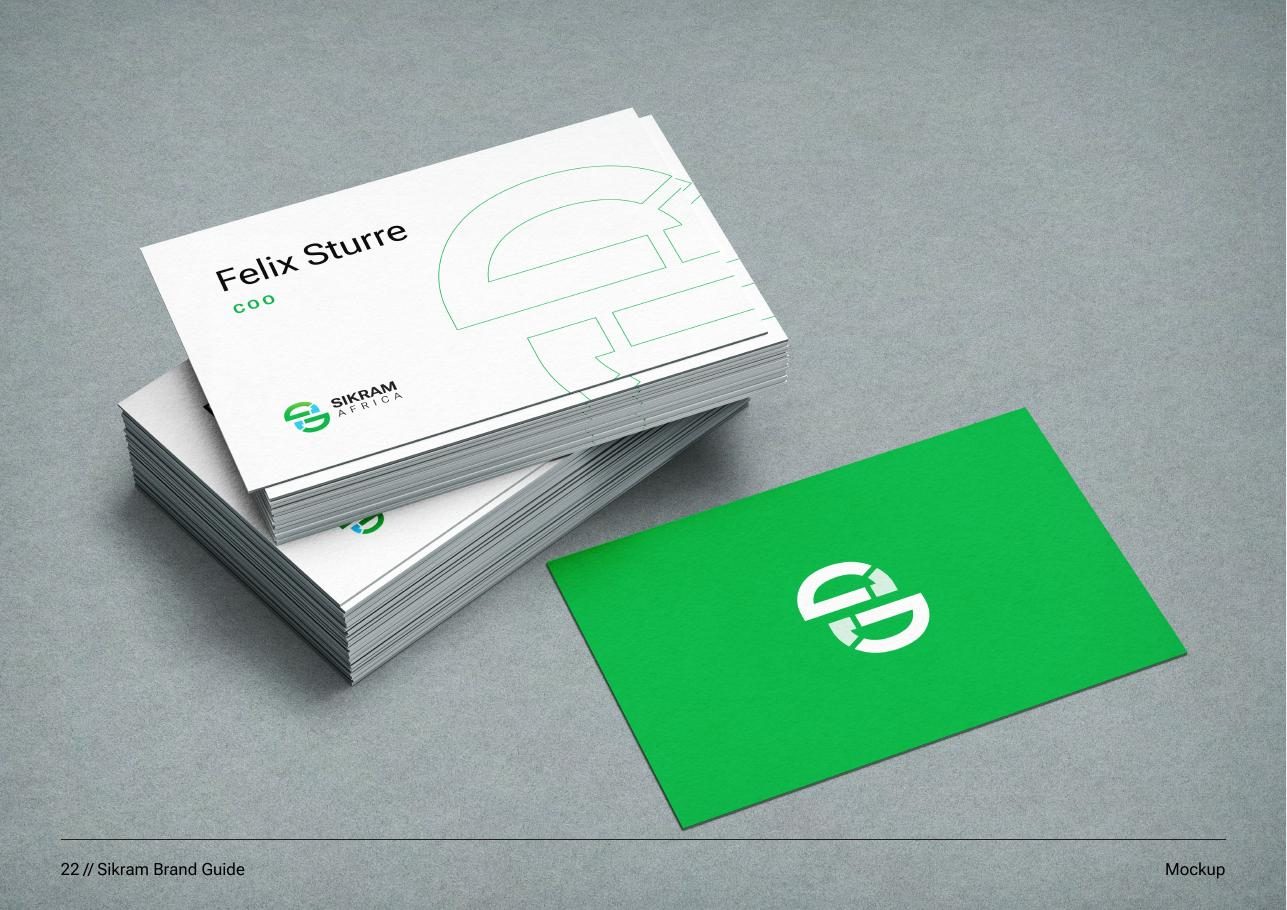 Felix Sturre
COO
SIKRAM
AFRICA
22 // Sikram Brand Guide
Mockup